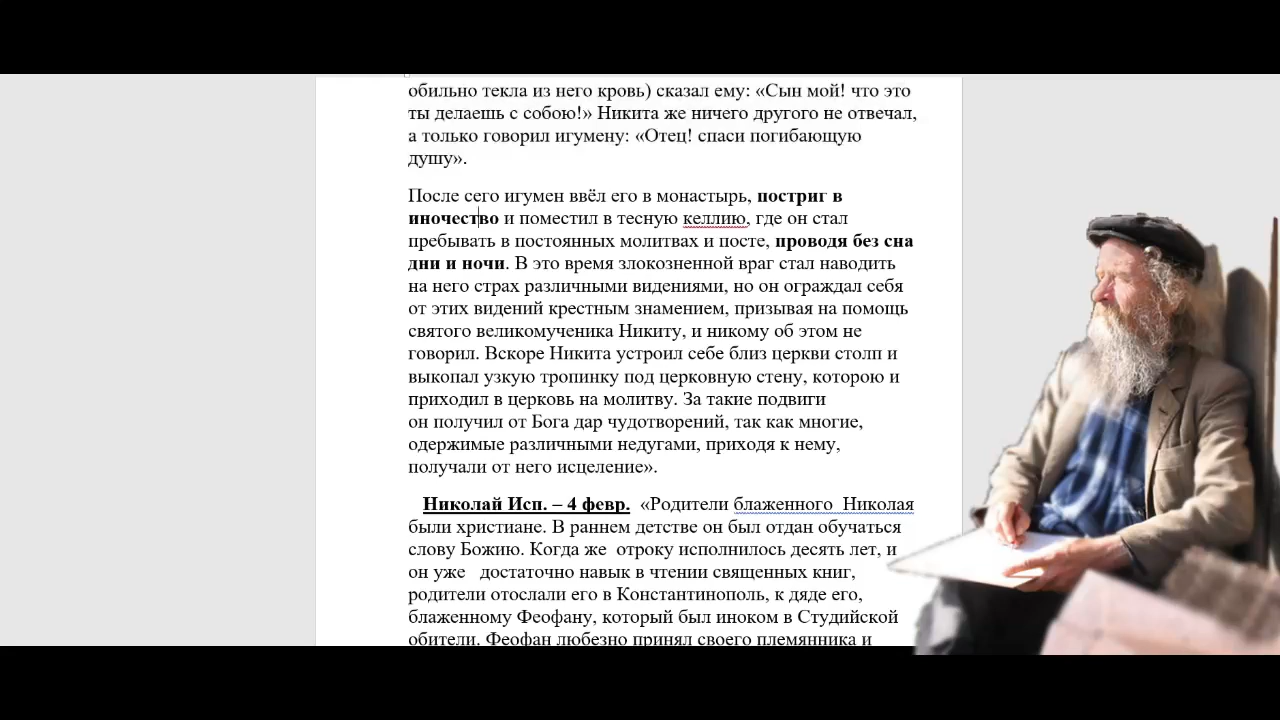 обильно текла из него кровь) сказал ему: «Сын мой! что это
ты делаешь с собою!» Никита же ничего другого не отвечал,
а только говорил игумену: «Отец! спаси погибающую
душу».
После сего игумен ввёл его в монастырь, постриг в
иночество и поместил в тесную келлию, где он стал
пребывать в постоянных молитвах и посте, проводя без сна
дни и ночи. В это время злокозненной враг стал наводить
на него страх различными видениями, но он ограждал себя
от этих видений крестным знамением, призывая на помощь
святого великомученика Никиту, и никому об этом не
говорил. Вскоре Никита устроил себе близ церкви столп и
выкопал узкую тропинку под церковную стену, которою и
приходил в церковь на молитву. За такие подвиги
он получил от Бога дар чудотворений, так как многие,
одержимые различными недугами, приходя к нему,
получали от него исцеление».
Николай Исп. – 4 февр. «Родители блаженного Николая
были христиане. В раннем детстве он был отдан обучаться
слову Божию. Когда же отроку исполнилось десять лет, и
он уже достаточно навык в чтении священных книг,
родители отослали его в Константинополь, к дяде его,
блаженному Феофану, который был иноком в Студийской
обители. Феофан любезно принял своего племянника и